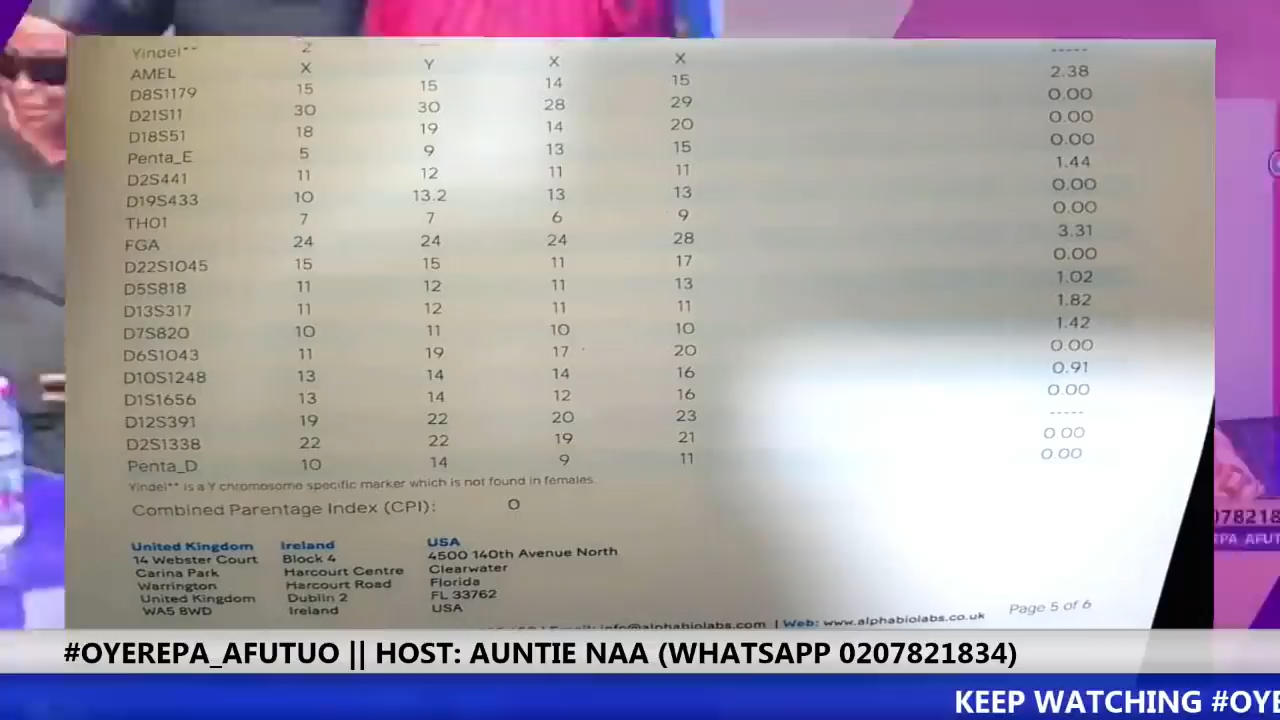 Yindel** 2 --- -----
AMEL X Y X X 2.38
D8S1179 15 15 14 15 0.00
D21S11 30 30 28 29 0.00
D18S51 18 19 14 20 0.00
Penta_E 5 9 13 15 1.44
D2S441 11 12 11 11 0.00
D19S433 10 13.2 13 13 0.00
TH01 7 7 6 9 3.31
FGA 24 24 24 28 0.00
D22S1045 15 15 11 17 1.02
D5S818 11 12 11 13 1.82
D13S317 11 12 11 11 1.42
D7S820 10 11 10 10 0.00
D6S1043 11 19 17 20 0.91
D10S1248 13 14 14 16 0.00
D1S1656 13 14 12 16 -----
D12S391 19 22 20 23 0.00
D2S1338 22 22 19 21 0.00
Penta_D 10 14 9 11
Yindel** is a Y chromosome specific marker which is not found in females.
Combined Parentage Index (CPI): 0
United Kingdom Ireland USA
14 Webster Court Block 4 4500 140th Avenue North
Carina Park Harcourt Centre Clearwater
Warrington Harcourt Road Florida
United Kingdom Dublin 2 FL 33762
WA5 8WD Ireland USA
Email: info@alphabiolabs.com | Web: www.alphabiolabs.co.uk Page 5 of 6
078218
EPA_AFUT
#OYEREPA_AFUTUO || HOST: AUNTIE NAA (WHATSAPP 0207821834)
KEEP WATCHING #OYE